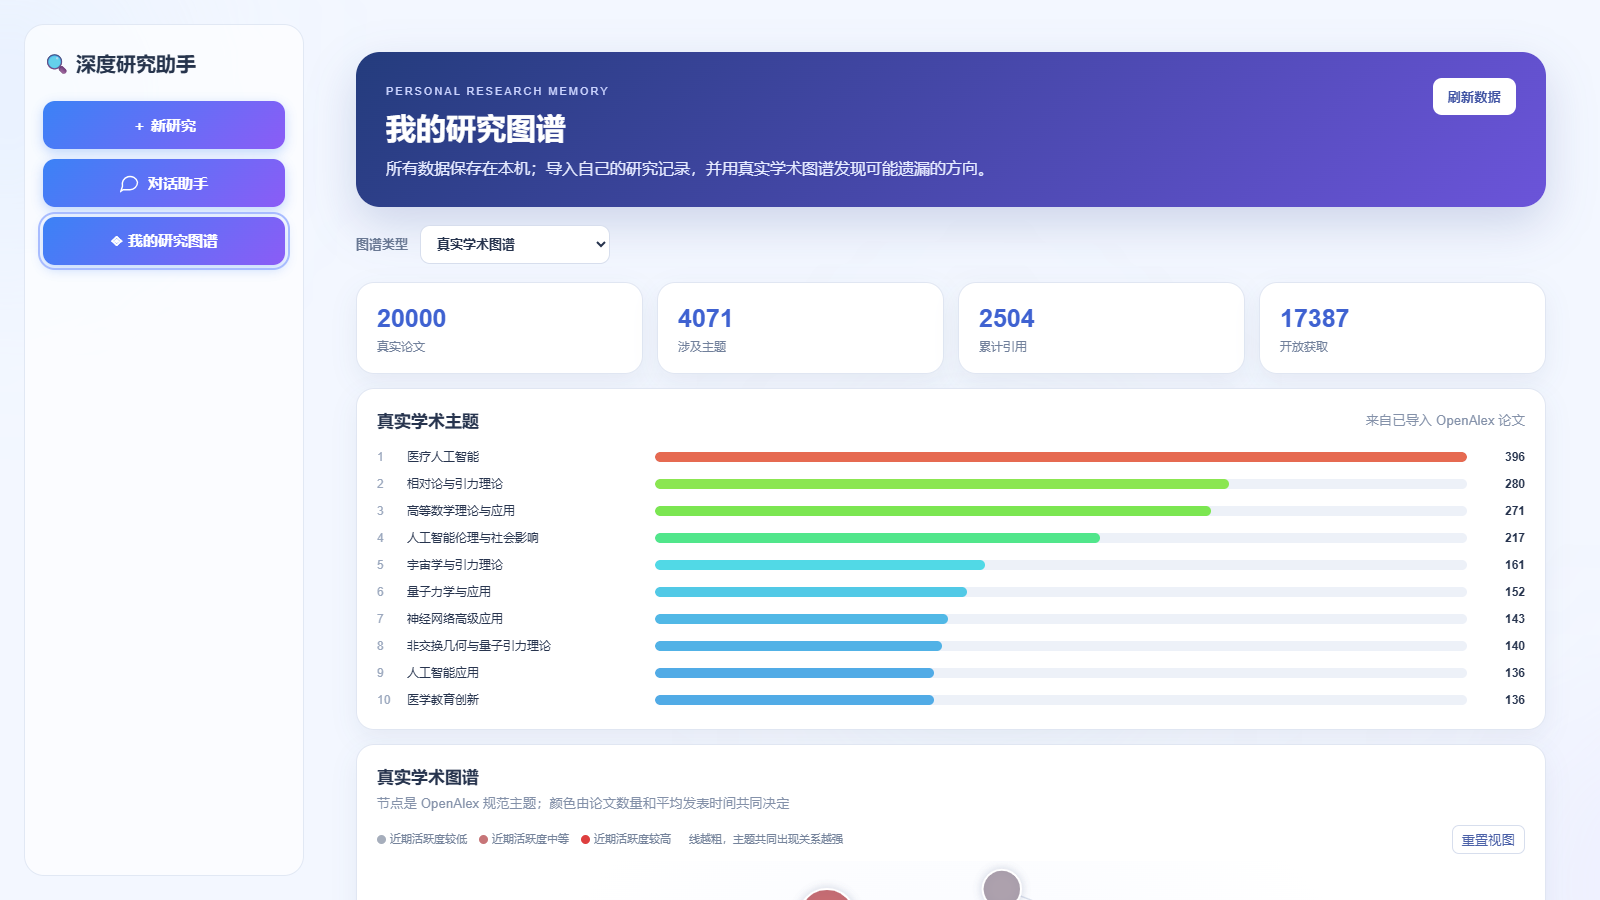 深度研究助手
+ 新研究
对话助手
❖ 我的研究图谱
PERSONAL RESEARCH MEMORY
我的研究图谱
所有数据保存在本机；导入自己的研究记录，并用真实学术图谱发现可能遗漏的方向。
刷新数据
图谱类型
真实学术图谱
20000
真实论文
4071
涉及主题
2504
累计引用
17387
开放获取
真实学术主题
来自已导入 OpenAlex 论文
1 医疗人工智能 396
2 相对论与引力理论 280
3 高等数学理论与应用 271
4 人工智能伦理与社会影响 217
5 宇宙学与引力理论 161
6 量子力学与应用 152
7 神经网络高级应用 143
8 非交换几何与量子引力理论 140
9 人工智能应用 136
10 医学教育创新 136
真实学术图谱
节点是 OpenAlex 规范主题；颜色由论文数量和平均发表时间共同决定
近期活跃度较低 近期活跃度中等 近期活跃度较高 线越粗，主题共同出现关系越强
重置视图